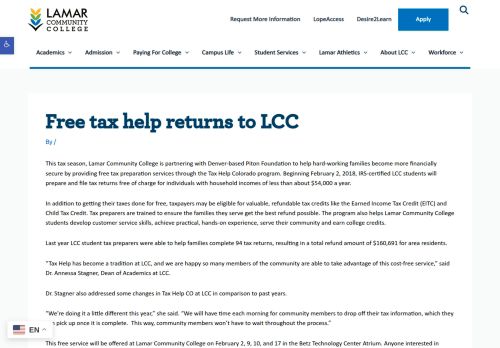 LAMAR
COMMUNITY
COLLEGE
Request More Information LopeAccess Desire2Learn Apply
Academics Admission Paying For College Campus Life Student Services Lamar Athletics About LCC Workforce
Free tax help returns to LCC
By /
This tax season, Lamar Community College is partnering with Denver-based Piton Foundation to help hard-working families become more financially
secure by providing free tax preparation services through the Tax Help Colorado program. Beginning February 2, 2018, IRS-certified LCC students will
prepare and file tax returns free of charge for individuals with household incomes of less than about $54,000 a year.
In addition to getting their taxes done for free, taxpayers may be eligible for valuable, refundable tax credits like the Earned Income Tax Credit (EITC) and
Child Tax Credit. Tax preparers are trained to ensure the families they serve get the best refund possible. The program also helps Lamar Community College
students develop customer service skills, achieve practical, hands-on experience, serve their community and earn college credits.
Last year LCC student tax preparers were able to help families complete 94 tax returns, resulting in a total refund amount of $160,691 for area residents.
"Tax Help has become a tradition at LCC, and we are happy so many members of the community are able to take advantage of this cost-free service," said
Dr. Annessa Stagner, Dean of Academics at LCC.
Dr. Stagner also addressed some changes in Tax Help CO at LCC in comparison to past years.
"We're doing it a little different this year," she said. "We will have time each morning for community members to drop off their tax information, which they
pick up once it is complete. This way, community members won't have to wait throughout the process."
EN
This free service will be offered at Lamar Community College on February 2, 9, 10, and 17 in the Betz Technology Center Atrium. Anyone interested in